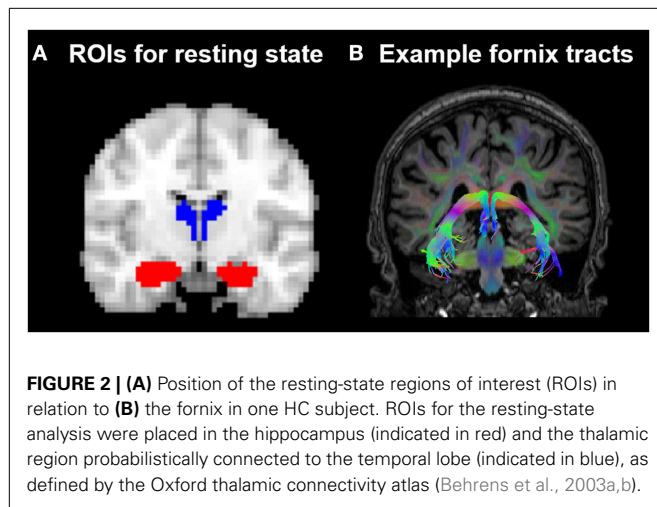 A ROIs for resting state
B Example fornix tracts
FIGURE 2 | (A) Position of the resting-state regions of interest (ROIs) in
relation to (B) the fornix in one HC subject. ROIs for the resting-state
analysis were placed in the hippocampus (indicated in red) and the thalamic
region probabilistically connected to the temporal lobe (indicated in blue), as
defined by the Oxford thalamic connectivity atlas (Behrens et al., 2003a,b).